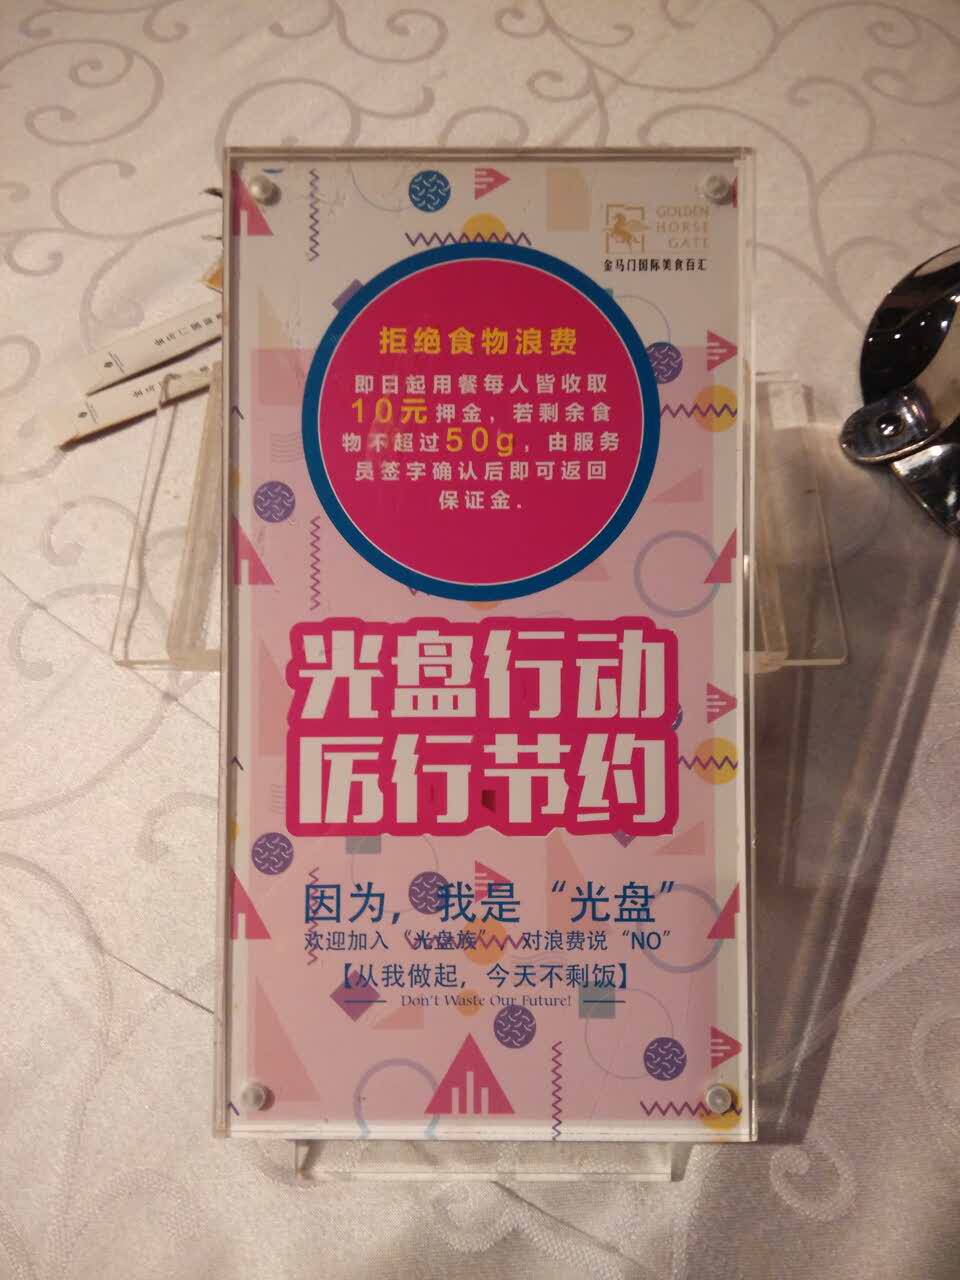 GOLDEN
HORSE
GATE
金马门国际美食百汇
拒绝食物浪费
即日起用餐每人皆收取
10元押金，若剩余食
物不超过50g，由服务
员签字确认后即可返回
保证金.
光盘行动
厉行节约
因为，我是“光盘”
欢迎加入“光盘族” 对浪费说“NO”
【从我做起，今天不剩饭】
Don't Waste Our Future!